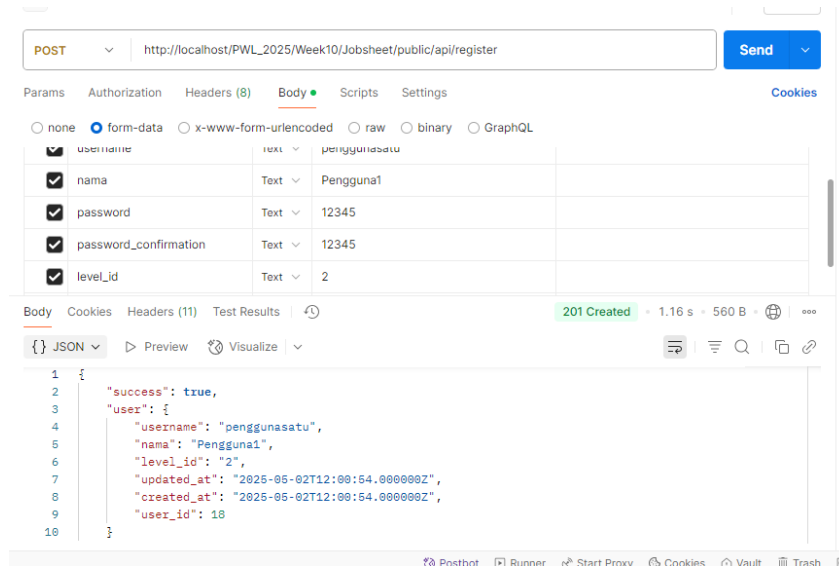 POST http://localhost/PWL_2025/Week10/Jobsheet/public/api/register Send
Params Authorization Headers (8) Body Scripts Settings Cookies
none form-data x-www-form-urlencoded raw binary GraphQL
username Text penggunasatu
nama Text Pengguna1
password Text 12345
password_confirmation Text 12345
level_id Text 2
Body Cookies Headers (11) Test Results 201 Created 1.16 s 560 B
{} JSON Preview Visualize
1 {
2 "success": true,
3 "user": {
4 "username": "penggunasatu",
5 "nama": "Pengguna1",
6 "level_id": "2",
7 "updated_at": "2025-05-02T12:00:54.000000Z",
8 "created_at": "2025-05-02T12:00:54.000000Z",
9 "user_id": 18
10 }
Postbot Runner Start Proxy Cookies Vault Trash